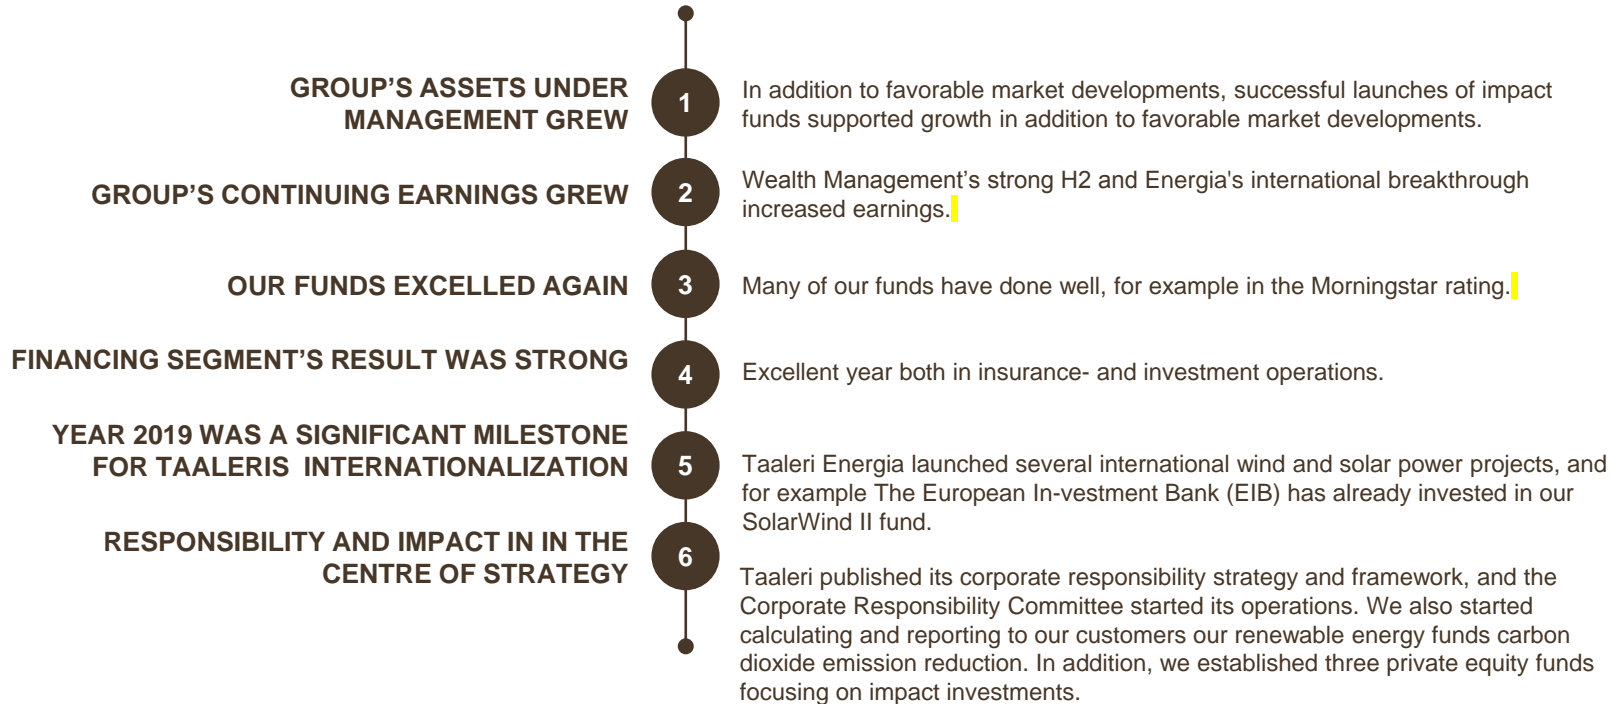 GROUP'S ASSETS UNDER
MANAGEMENT GREW
1
In addition to favorable market developments, successful launches of impact
funds supported growth in addition to favorable market developments.
GROUP'S CONTINUING EARNINGS GREW
2
Wealth Management's strong H2 and Energia's international breakthrough
increased earnings.
OUR FUNDS EXCELLED AGAIN
3
Many of our funds have done well, for example in the Morningstar rating.
FINANCING SEGMENT'S RESULT WAS STRONG
4
Excellent year both in insurance- and investment operations.
YEAR 2019 WAS A SIGNIFICANT MILESTONE
FOR TAALERIS  INTERNATIONALIZATION
5
Taaleri Energia launched several international wind and solar power projects, and
for example The European In-vestment Bank (EIB) has already invested in our
SolarWind II fund.
RESPONSIBILITY AND IMPACT IN IN THE
CENTRE OF STRATEGY
6
Taaleri published its corporate responsibility strategy and framework, and the
Corporate Responsibility Committee started its operations. We also started
calculating and reporting to our customers our renewable energy funds carbon
dioxide emission reduction. In addition, we established three private equity funds
focusing on impact investments.